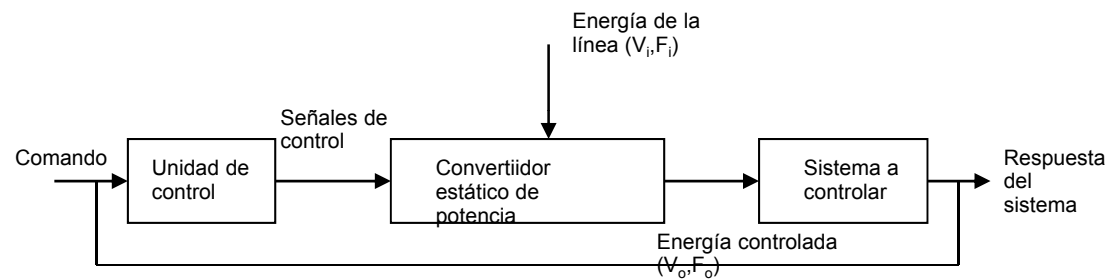 Energía de la
línea (Vi,Fi)
Señales de
control
Comando
Unidad de
control
Convertiidor
estático de
potencia
Sistema a
controlar
Respuesta
del
sistema
Energía controlada
(Vo,Fo)